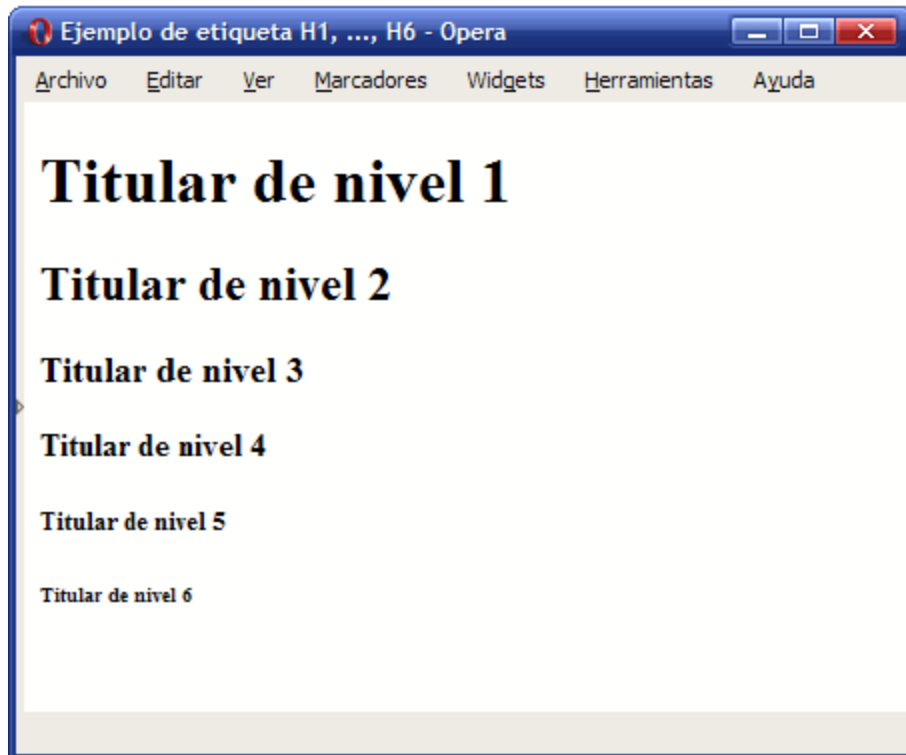 Ejemplo de etiqueta H1, ..., H6 - Opera
Archivo Editar Ver Marcadores Widgets Herramientas Ayuda
Titular de nivel 1
Titular de nivel 2
Titular de nivel 3
Titular de nivel 4
Titular de nivel 5
Titular de nivel 6